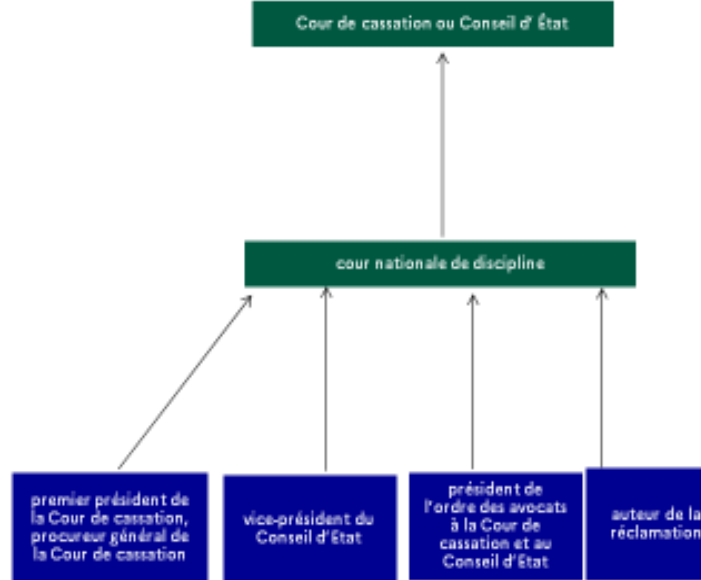 Cour de cassation ou Conseil d' État
cour nationale de discipline
premier président de
la Cour de cassation,
procureur général de
la Cour de cassation
vice-président du
Conseil d'Etat
président de
l'ordre des avocats
à la Cour de
cassation et au
Conseil d'Etat
auteur de la
réclamation